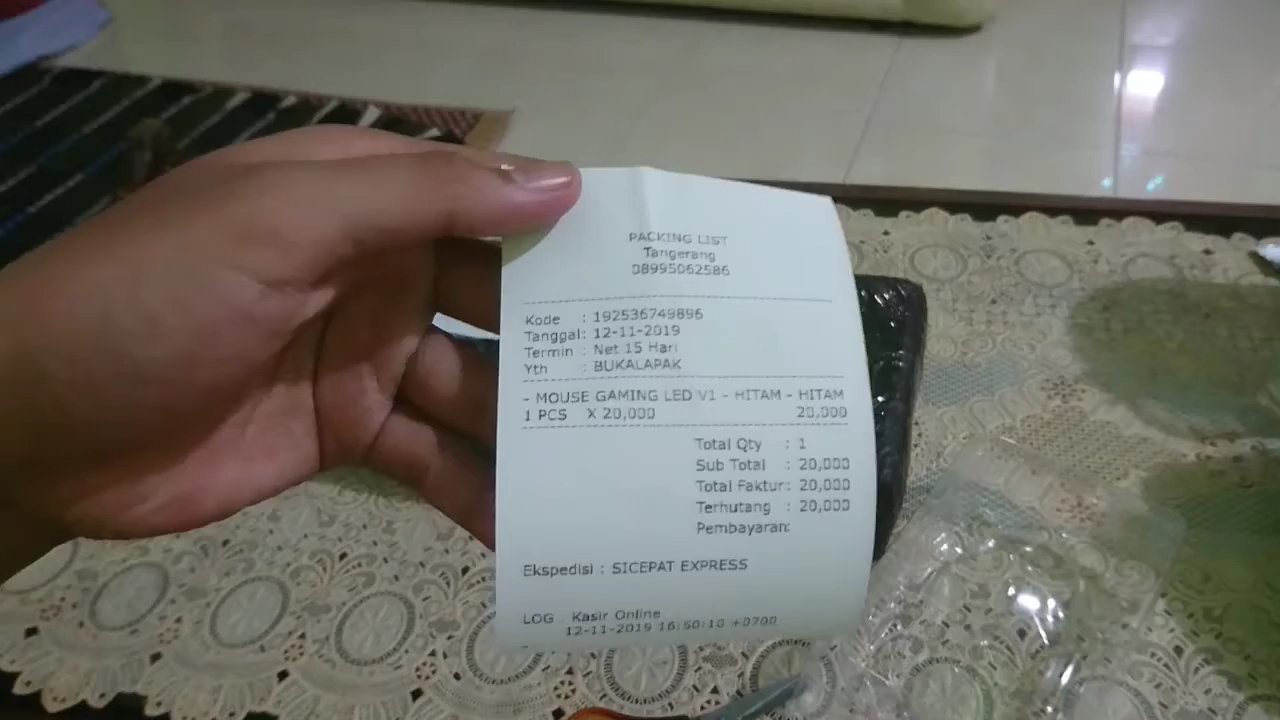 PACKING LIST
Tangerang
08995062586
Kode : 192536749896
Tanggal: 12-11-2019
Termin : Net 15 Hari
Yth : BUKALAPAK
- MOUSE GAMING LED V1 - HITAM - HITAM
1 PCS X 20,000 20,000
Total Qty : 1
Sub Total : 20,000
Total Faktur: 20,000
Terhutang : 20,000
Pembayaran:
Ekspedisi : SICEPAT EXPRESS
LOG . Kasir Online
12-11-2019 16:50:10 +0700